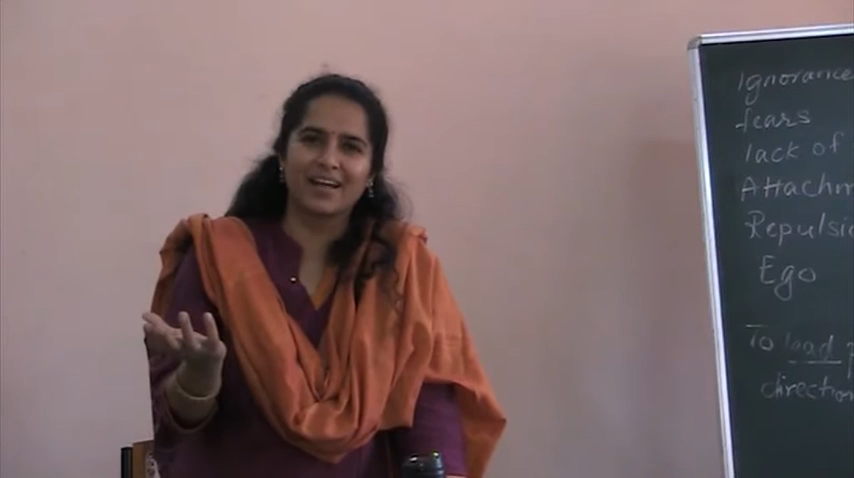 Ignorance
fears
lack of
Attachm
Repulsio
Ego
To lead
direction